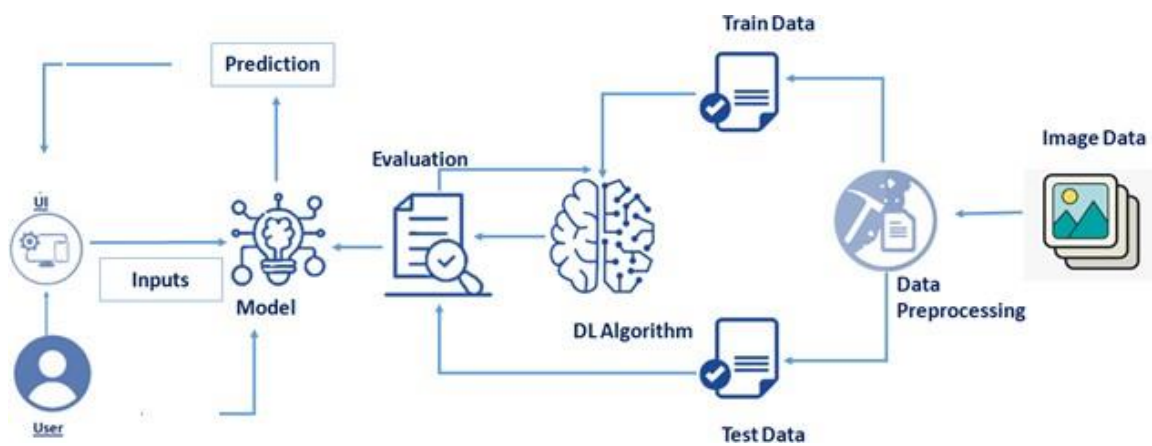 Train Data
Prediction
Image Data
Evaluation
UI
Inputs
Model
Data
Preprocessing
DL Algorithm
User
Test Data